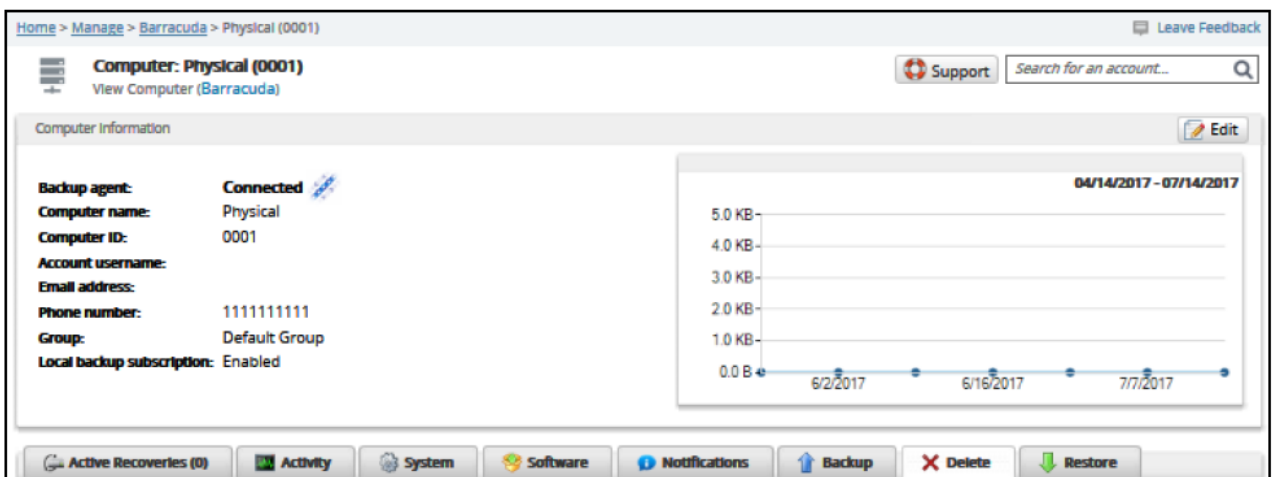 Home > Manage > Barracuda > Physical (0001)
Leave Feedback
Computer: Physical (0001)
View Computer (Barracuda)
Support
Search for an account...
Computer Information
Edit
Backup agent: Connected
Computer name: Physical
Computer ID: 0001
Account username:
Email address:
Phone number: 1111111111
Group: Default Group
Local backup subscription: Enabled
04/14/2017 - 07/14/2017
5.0 KB
4.0 KB
3.0 KB
2.0 KB
1.0 KB
0.0 B
6/2/2017 6/16/2017 7/7/2017
Active Recoveries (0) Activity System Software Notifications Backup Delete Restore